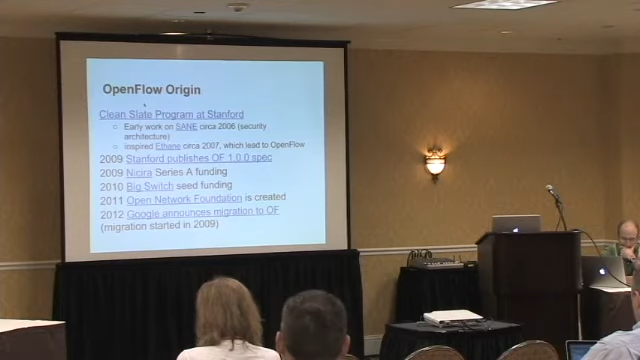 OpenFlow Origin
Clean Slate Program at Stanford
○ Early work on SANE circa 2006 (security
architecture)
○ inspired Ethane circa 2007, which lead to OpenFlow
2009 Stanford publishes OF 1.0.0 spec
2009 Nicira Series A funding
2010 Big Switch seed funding
2011 Open Network Foundation is created
2012 Google announces migration to OF
(migration started in 2009)